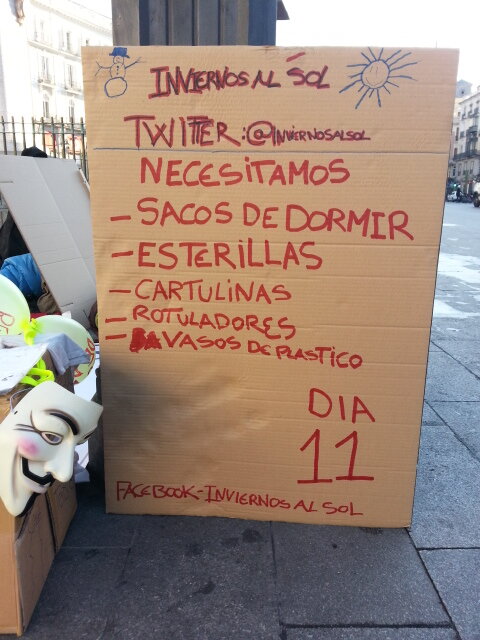 INVIERNOS AL SOL
TWITTER:@INVIERNOSALSOL
NECESITAMOS
- SACOS DE DORMIR
- ESTERILLAS
- CARTULINAS
- ROTULADORES
- VASOS DE PLASTICO
DIA
11
FACEBOOK-INVIERNOS AL SOL